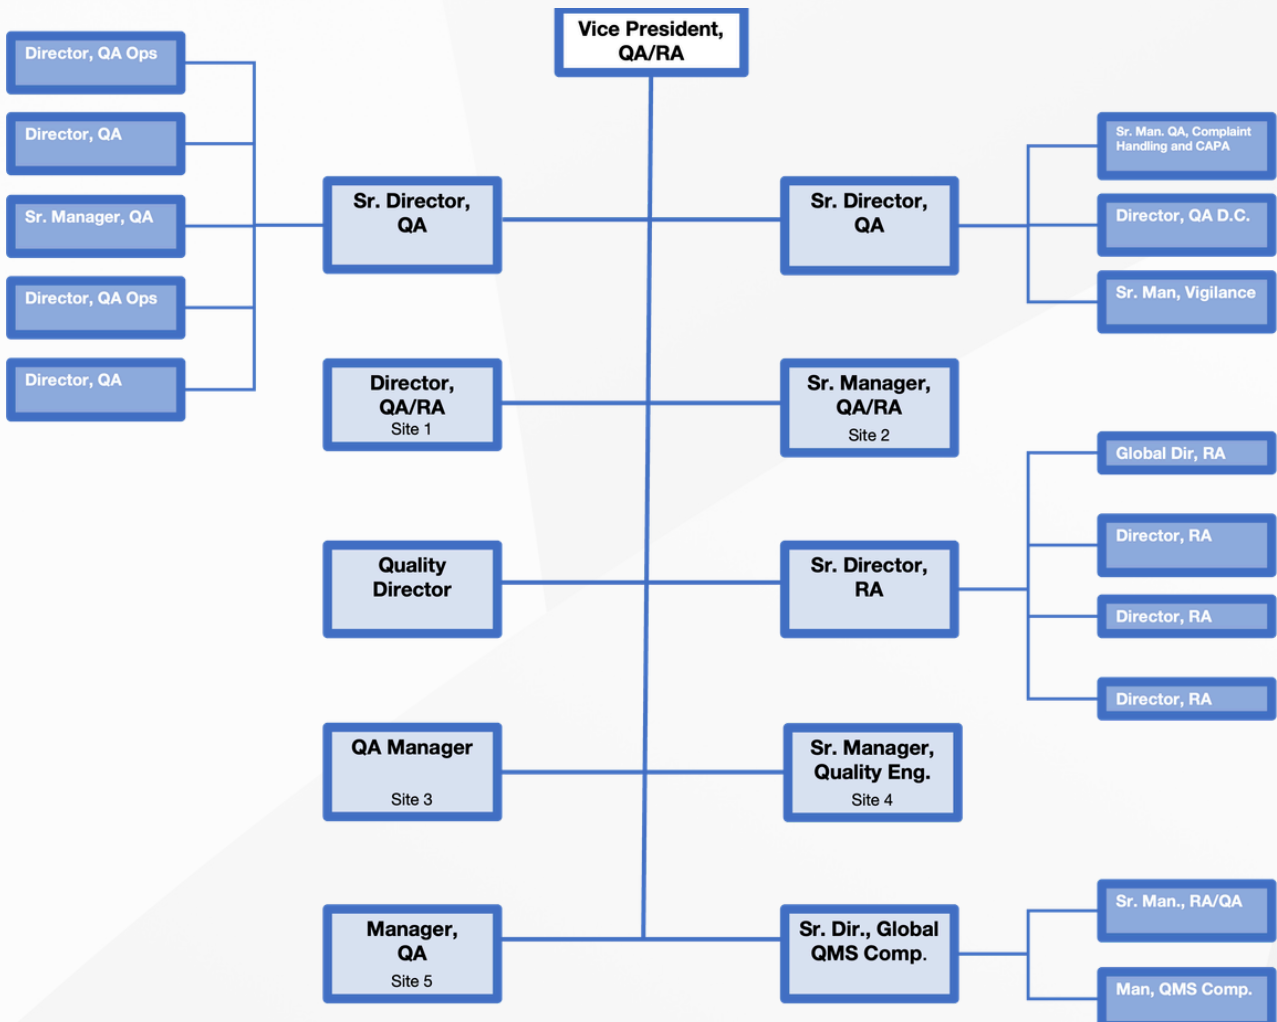 Vice President,
QA/RA
Director, QA Ops
Director, QA
Sr. Manager, QA
Director, QA Ops
Director, QA
Sr. Director,
QA
Sr. Director,
QA
Sr. Man. QA, Complaint
Handling and CAPA
Director, QA D.C.
Sr. Man, Vigilance
Director,
QA/RA
Site 1
Sr. Manager,
QA/RA
Site 2
Quality
Director
Sr. Director,
RA
Global Dir, RA
Director, RA
Director, RA
Director, RA
QA Manager
Site 3
Sr. Manager,
Quality Eng.
Site 4
Manager,
QA
Site 5
Sr. Dir., Global
QMS Comp.
Sr. Man., RA/QA
Man, QMS Comp.